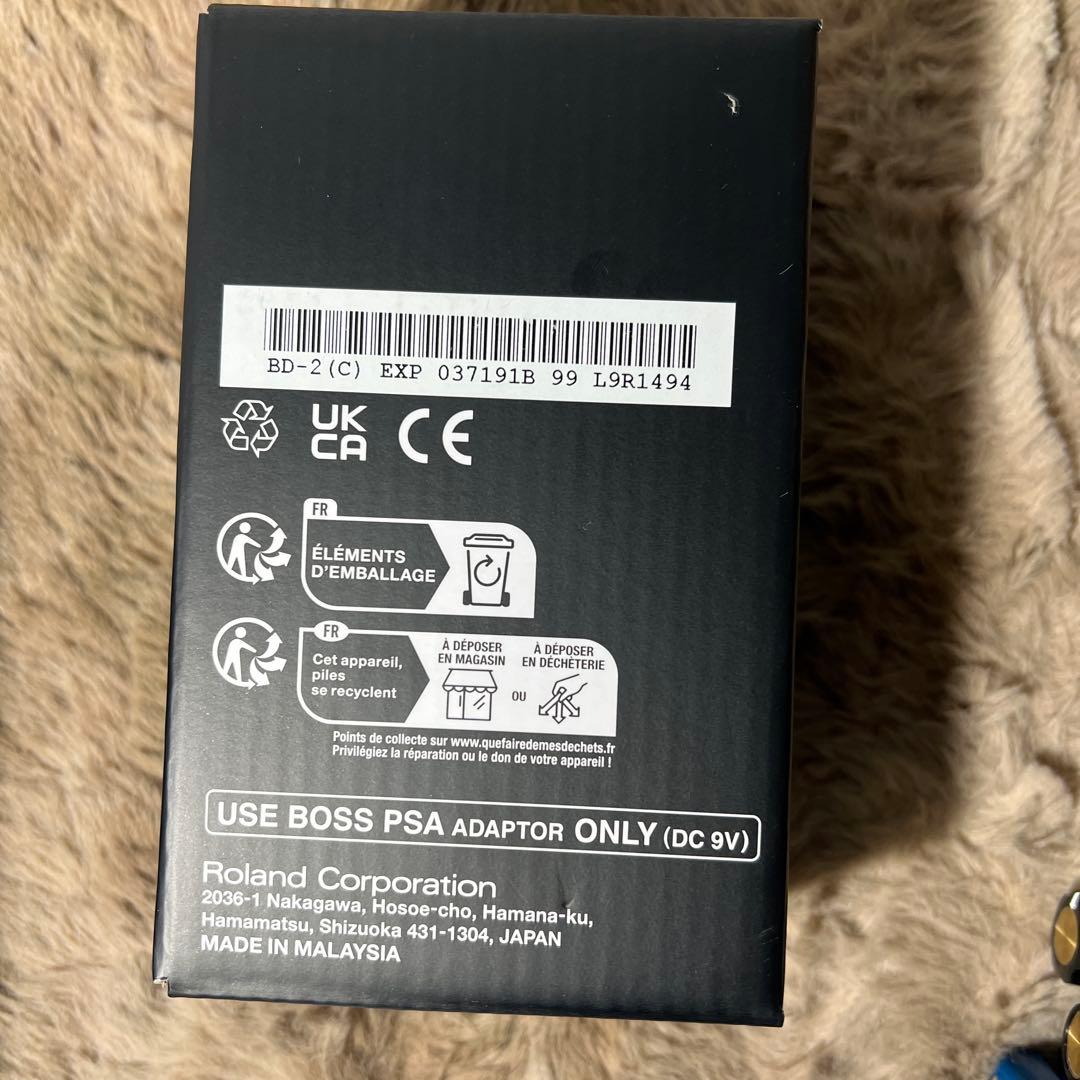 BD-2(C) EXP 037191B 99 L9R1494
UK
CA CE
FR
ÉLÉMENTS
D'EMBALLAGE
FR
Cet appareil,
piles
se recyclent
À DÉPOSER
EN MAGASIN
OU
À DÉPOSER
EN DÉCHÈTERIE
Points de collecte sur www.quefairedemesdechets.fr
Privilégiez la réparation ou le don de votre appareil !
USE BOSS PSA ADAPTOR ONLY (DC 9V)
Roland Corporation
2036-1 Nakagawa, Hosoe-cho, Hamana-ku,
Hamamatsu, Shizuoka 431-1304, JAPAN
MADE IN MALAYSIA